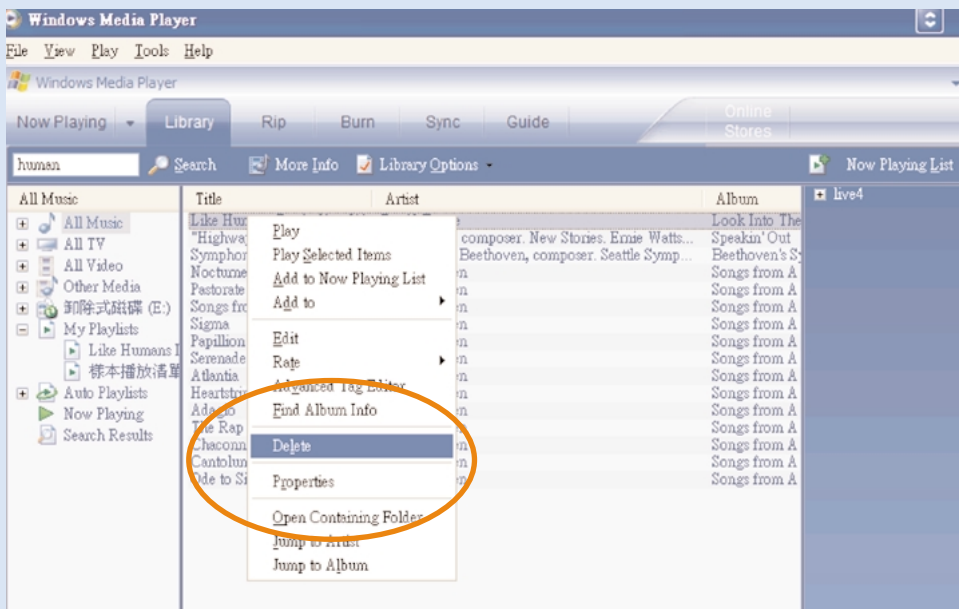 Windows Media Player
File View Play Tools Help
Windows Media Player
Now Playing Library Rip Burn Sync Guide Online Stores
human Search More Info Library Options Now Playing List
All Music
All Music
All TV
All Video
Other Media
卸除式磁碟 (E:)
My Playlists
Like Humans
樣本播放清單
Auto Playlists
Now Playing
Search Results
Title Artist Album
Like Hum Look Into The
"Highway composer. New Stories. Ernie Watts... Speakin' Out
Symphon Beethoven, composer. Seattle Symp... Beethoven's Sy
Nocturne Songs from A
Pastorate Songs from A
Songs fro Songs from A
Sigma Songs from A
Papillion Songs from A
Serenade Songs from A
Atlantia Songs from A
Heartstrin Songs from A
Adagio Songs from A
The Rap Songs from A
Chaconn Songs from A
Cantolun Songs from A
Ode to Si Songs from A
Play
Play Selected Items
Add to Now Playing List
Add to
Edit
Rate
Advanced Tag Editor
Find Album Info
Delete
Properties
Open Containing Folder
Jump to Artist
Jump to Album
live4